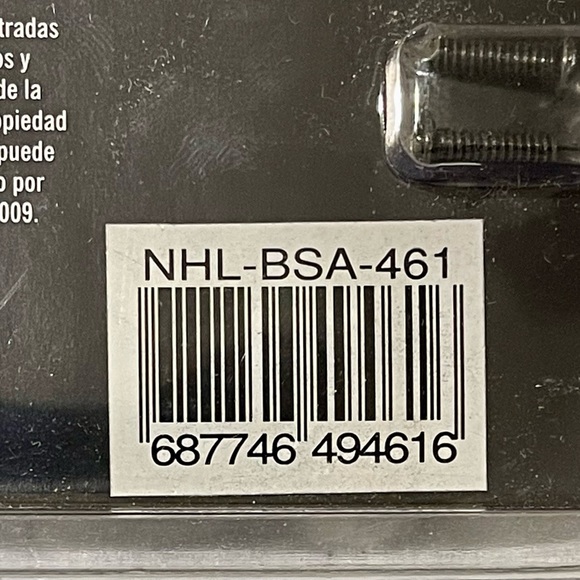 tradas
os y
de la
opiedad
puede
o por
009.
NHL-BSA-461
687746 494616